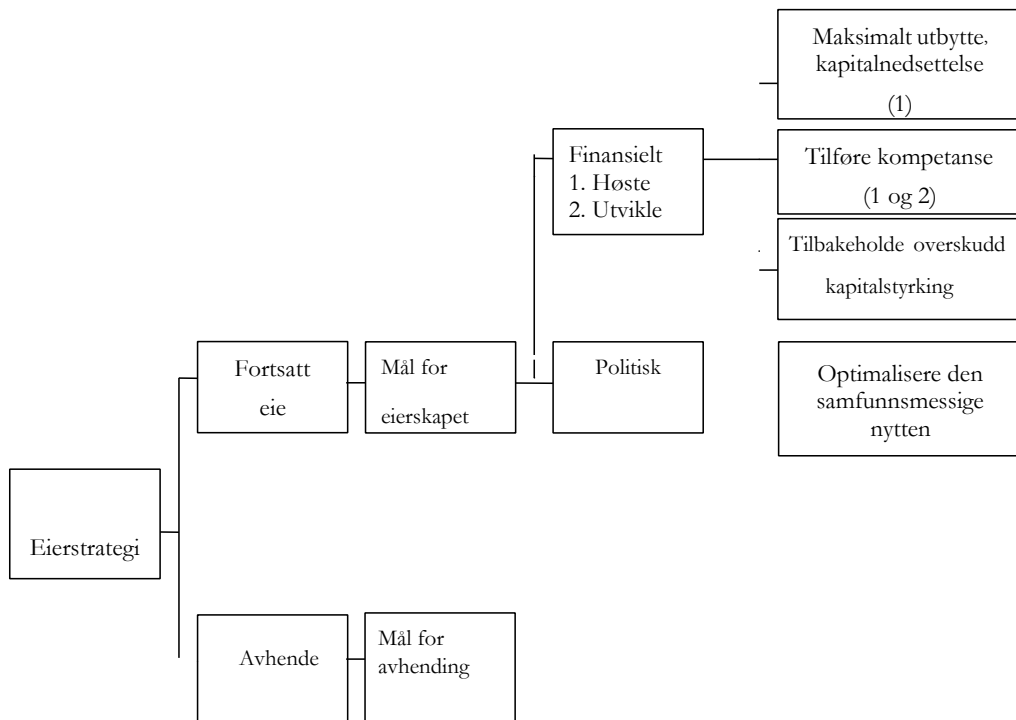 Maksimalt utbytte,
kapitalnedsettelse
(1)
Finansielt
1. Høste
2. Utvikle
Tilføre kompetanse
(1 og 2)
Tilbakeholde overskudd
kapitalstyrking
Fortsatt
eie
Mål for
eierskapet
Politisk
Optimalisere den
samfunnsmessige
nytten
Eierstrategi
Avhende
Mål for
avhending